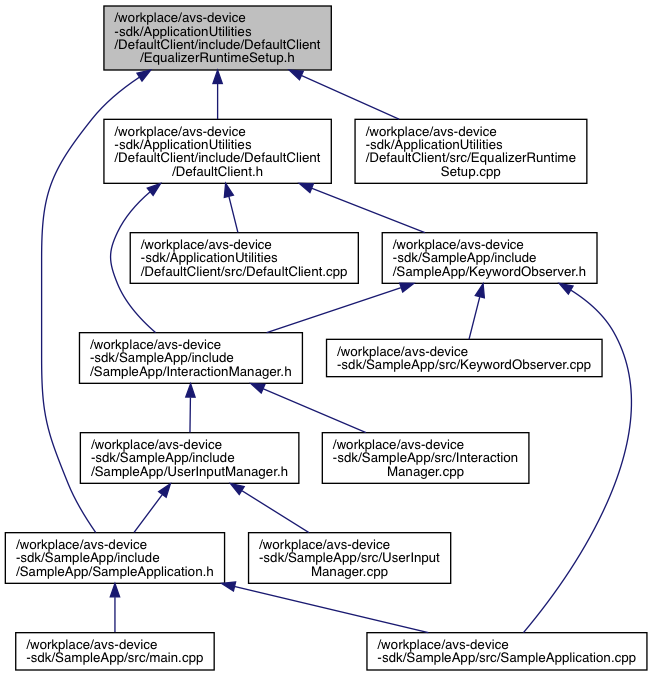 /workplace/avs-device
-sdk/ApplicationUtilities
/DefaultClient/include/DefaultClient
/EqualizerRuntimeSetup.h
/workplace/avs-device
-sdk/ApplicationUtilities
/DefaultClient/include/DefaultClient
/DefaultClient.h
/workplace/avs-device
-sdk/ApplicationUtilities
/DefaultClient/src/EqualizerRuntime
Setup.cpp
/workplace/avs-device
-sdk/ApplicationUtilities
/DefaultClient/src/DefaultClient.cpp
/workplace/avs-device
-sdk/SampleApp/include
/SampleApp/KeywordObserver.h
/workplace/avs-device
-sdk/SampleApp/include
/SampleApp/InteractionManager.h
/workplace/avs-device
-sdk/SampleApp/src/KeywordObserver.cpp
/workplace/avs-device
-sdk/SampleApp/include
/SampleApp/UserInputManager.h
/workplace/avs-device
-sdk/SampleApp/src/Interaction
Manager.cpp
/workplace/avs-device
-sdk/SampleApp/include
/SampleApp/SampleApplication.h
/workplace/avs-device
-sdk/SampleApp/src/UserInput
Manager.cpp
/workplace/avs-device
-sdk/SampleApp/src/main.cpp
/workplace/avs-device
-sdk/SampleApp/src/SampleApplication.cpp